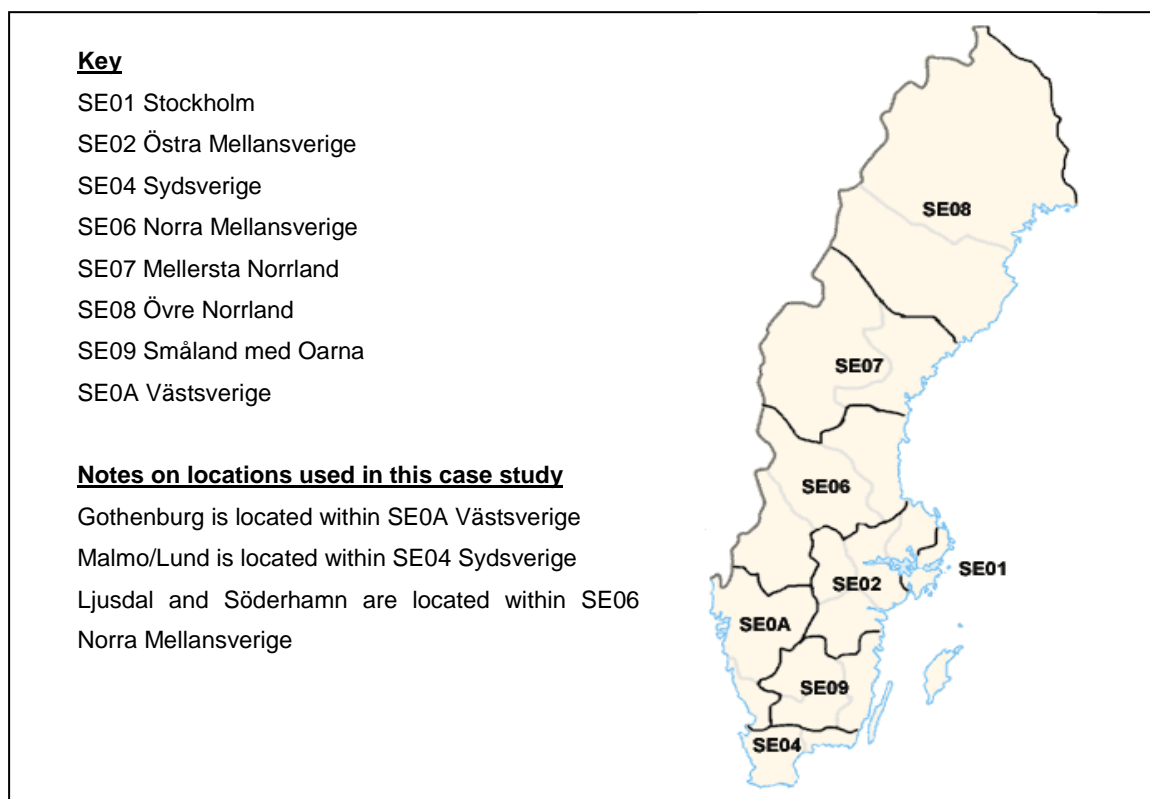 Key
SE01 Stockholm
SE02 Östra Mellansverige
SE04 Sydsverige
SE06 Norra Mellansverige
SE07 Mellersta Norrland
SE08 Övre Norrland
SE09 Småland med Oarna
SE0A Västsverige
Notes on locations used in this case study
Gothenburg is located within SE0A Västsverige
Malmo/Lund is located within SE04 Sydsverige
Ljusdal and Söderhamn are located within SE06
Norra Mellansverige
SE08
SE07
SE06
SE01
SE02
SE0A
SE09
SE04